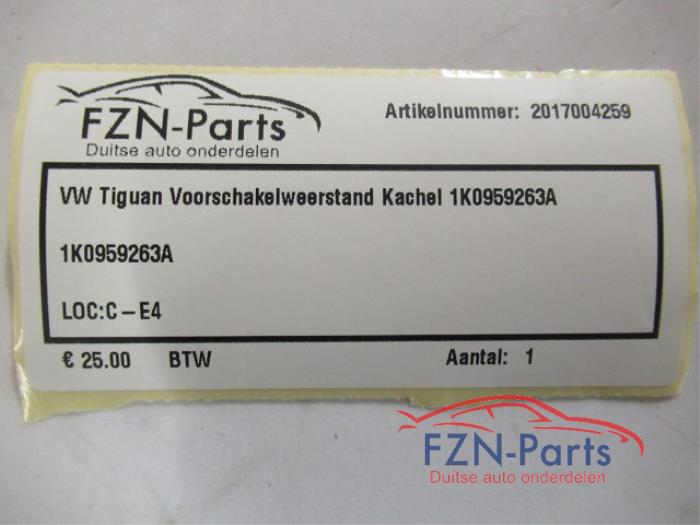 FZN-Parts
Duitse auto onderdelen
Artikelnummer: 2017004259
VW Tiguan Voorschakelweerstand Kachel 1K0959263A
1K0959263A
LOC:C-E4
€ 25.00 BTW Aantal: 1
FZN-Parts
Duitse auto onderdelen